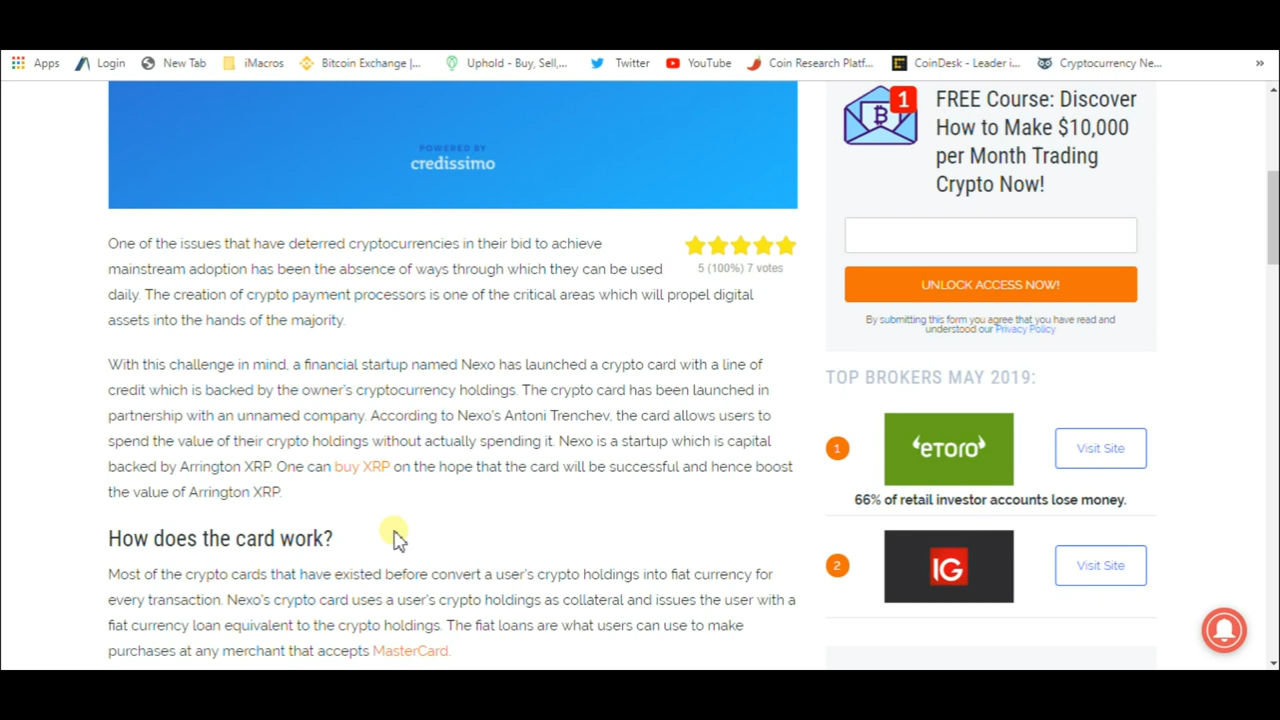 Apps
Login
New Tab
iMacros
Bitcoin Exchange |...
Uphold - Buy, Sell,...
Twitter
YouTube
Coin Research Platf...
CoinDesk - Leader i...
Cryptocurrency Ne...
»
POWERED BY
credissimo
One of the issues that have deterred cryptocurrencies in their bid to achieve
mainstream adoption has been the absence of ways through which they can be used
daily. The creation of crypto payment processors is one of the critical areas which will propel digital
assets into the hands of the majority.
5 (100%) 7 votes
With this challenge in mind, a financial startup named Nexo has launched a crypto card with a line of
credit which is backed by the owner's cryptocurrency holdings. The crypto card has been launched in
partnership with an unnamed company. According to Nexo's Antoni Trenchev, the card allows users to
spend the value of their crypto holdings without actually spending it. Nexo is a startup which is capital
backed by Arrington XRP. One can buy XRP on the hope that the card will be successful and hence boost
the value of Arrington XRP.
How does the card work?
Most of the crypto cards that have existed before convert a user's crypto holdings into fiat currency for
every transaction. Nexo's crypto card uses a user's crypto holdings as collateral and issues the user with a
fiat currency loan equivalent to the crypto holdings. The fiat loans are what users can use to make
purchases at any merchant that accepts MasterCard.
1
B
FREE Course: Discover
How to Make $10,000
per Month Trading
Crypto Now!
UNLOCK ACCESS NOW!
By submitting this form you agree that you have read and
understood our Privacy Policy
TOP BROKERS MAY 2019:
1
eToro
Visit Site
66% of retail investor accounts lose money.
2
IG
Visit Site